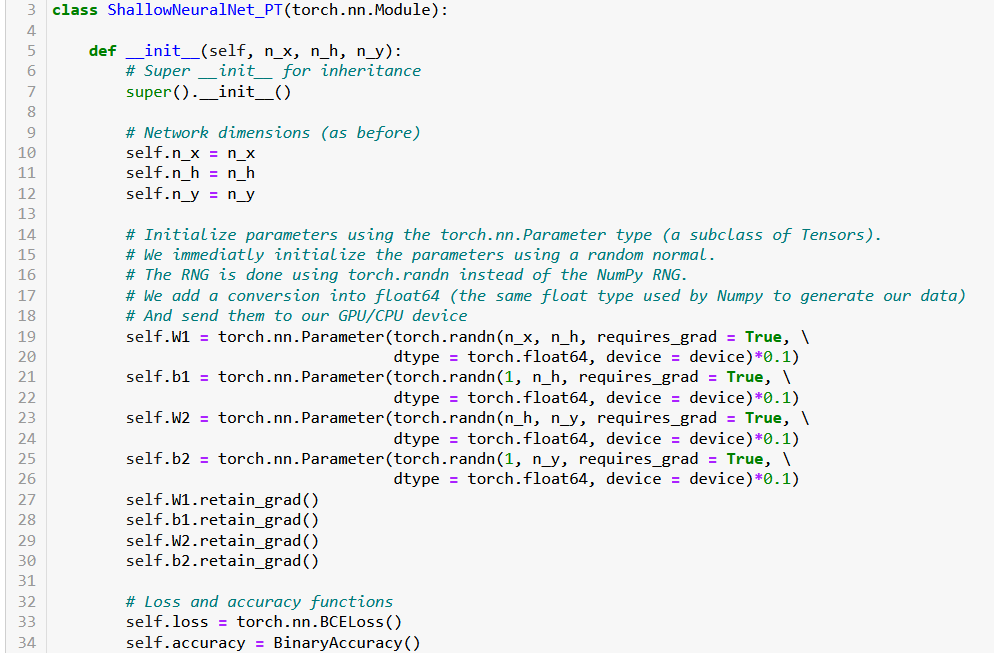 3 class ShallowNeuralNet_PT(torch.nn.Module):
4
5     def __init__(self, n_x, n_h, n_y):
6         # Super __init__ for inheritance
7         super().__init__()
8
9         # Network dimensions (as before)
10         self.n_x = n_x
11         self.n_h = n_h
12         self.n_y = n_y
13
14         # Initialize parameters using the torch.nn.Parameter type (a subclass of Tensors).
15         # We immediatly initialize the parameters using a random normal.
16         # The RNG is done using torch.randn instead of the NumPy RNG.
17         # We add a conversion into float64 (the same float type used by Numpy to generate our data)
18         # And send them to our GPU/CPU device
19         self.W1 = torch.nn.Parameter(torch.randn(n_x, n_h, requires_grad = True, \
20                                      dtype = torch.float64, device = device)*0.1)
21         self.b1 = torch.nn.Parameter(torch.randn(1, n_h, requires_grad = True, \
22                                      dtype = torch.float64, device = device)*0.1)
23         self.W2 = torch.nn.Parameter(torch.randn(n_h, n_y, requires_grad = True, \
24                                      dtype = torch.float64, device = device)*0.1)
25         self.b2 = torch.nn.Parameter(torch.randn(1, n_y, requires_grad = True, \
26                                      dtype = torch.float64, device = device)*0.1)
27         self.W1.retain_grad()
28         self.b1.retain_grad()
29         self.W2.retain_grad()
30         self.b2.retain_grad()
31
32         # Loss and accuracy functions
33         self.loss = torch.nn.BCELoss()
34         self.accuracy = BinaryAccuracy()